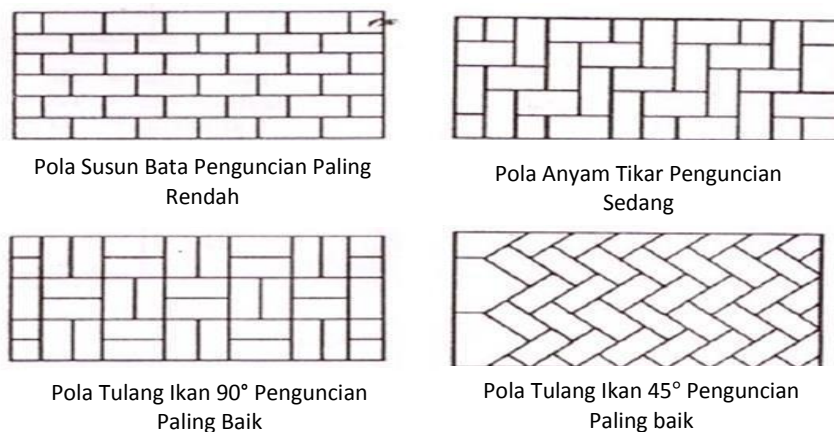 Pola Susun Bata Penguncian Paling
Rendah
Pola Anyam Tikar Penguncian
Sedang
Pola Tulang Ikan 90° Penguncian
Paling Baik
Pola Tulang Ikan 45° Penguncian
Paling baik